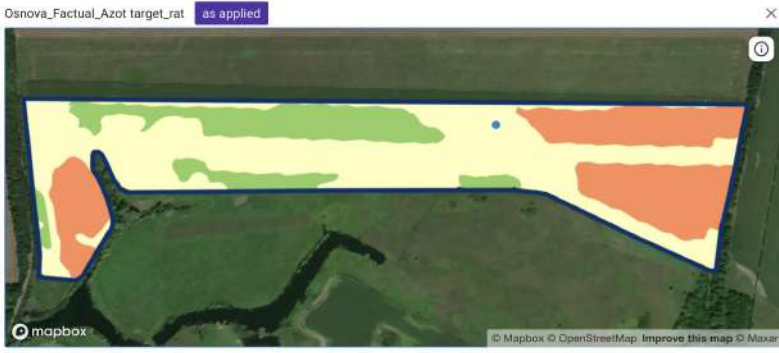 Osnova_Factual_Azot target_rat as applied
mapbox
© Mapbox © OpenStreetMap Improve this map © Maxar